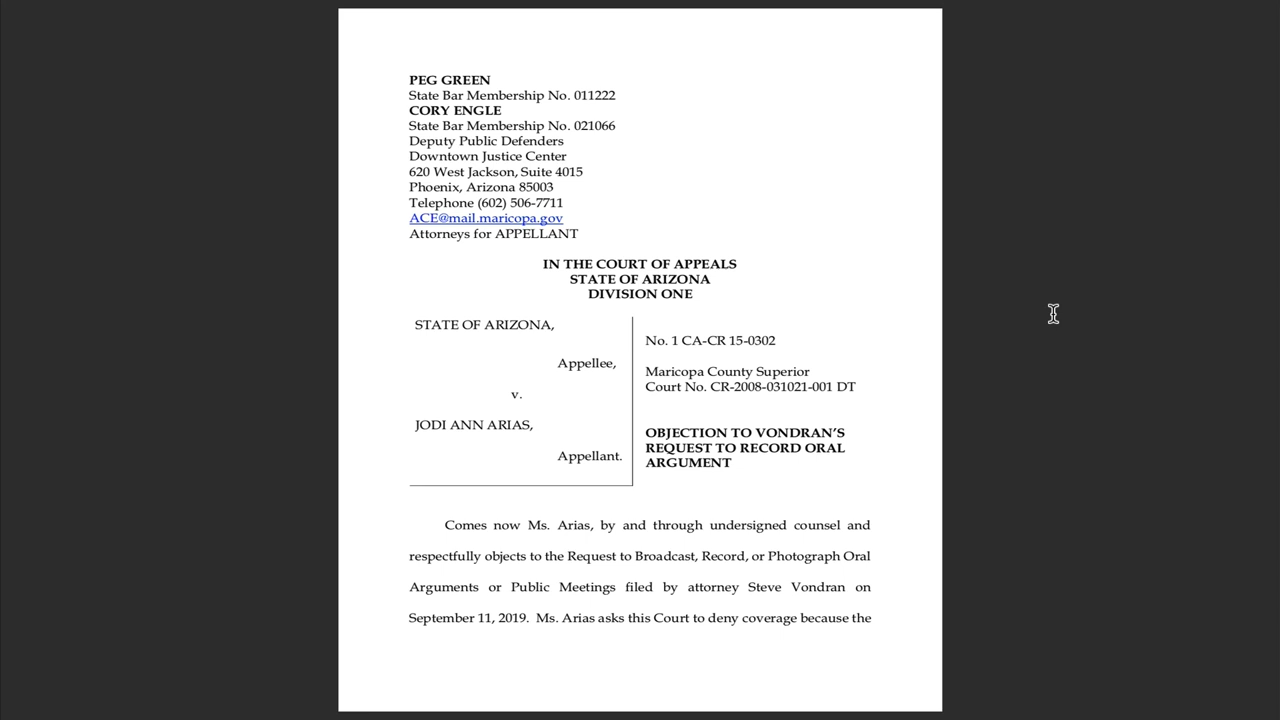 PEG GREEN
State Bar Membership No. 011222
CORY ENGLE
State Bar Membership No. 021066
Deputy Public Defenders
Downtown Justice Center
620 West Jackson, Suite 4015
Phoenix, Arizona 85003
Telephone (602) 506-7711
ACE@mail.maricopa.gov
Attorneys for APPELLANT
IN THE COURT OF APPEALS
STATE OF ARIZONA
DIVISION ONE
STATE OF ARIZONA,
Appellee,
v.
JODI ANN ARIAS,
Appellant.
No. 1 CA-CR 15-0302
Maricopa County Superior
Court No. CR-2008-031021-001 DT
OBJECTION TO VONDRAN’S
REQUEST TO RECORD ORAL
ARGUMENT
Comes now Ms. Arias, by and through undersigned counsel and
respectfully objects to the Request to Broadcast, Record, or Photograph Oral
Arguments or Public Meetings filed by attorney Steve Vondran on
September 11, 2019. Ms. Arias asks this Court to deny coverage because the